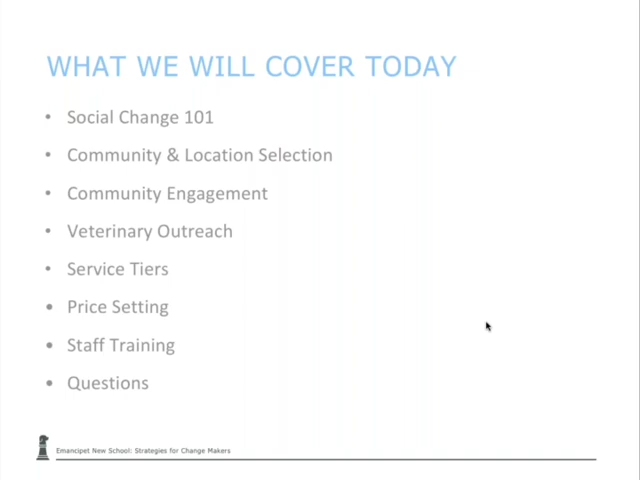 WHAT WE WILL COVER TODAY
• Social Change 101
• Community & Location Selection
• Community Engagement
• Veterinary Outreach
• Service Tiers
• Price Setting
• Staff Training
• Questions
Emancipet New School: Strategies for Change Makers